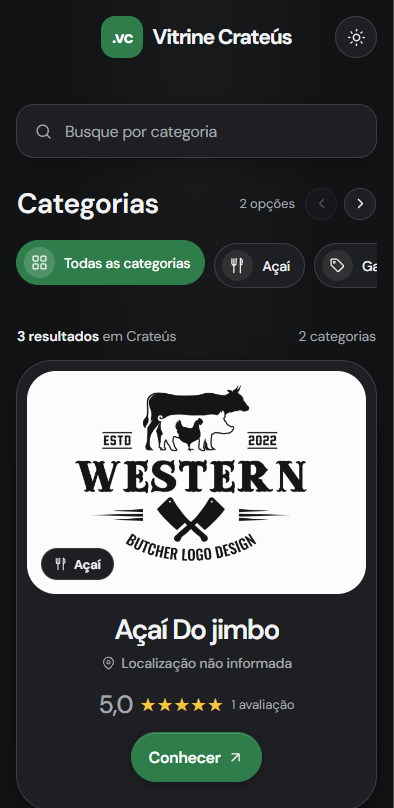 .vc Vitrine Crateús
Busque por categoria
Categorias 2 opções
Todas as categorias Açaí Ga
3 resultados em Crateús 2 categorias
ESTD 2022
WESTERN
BUTCHER LOGO DESIGN
Açaí
Açaí Do jimbo
Localização não informada
5,0 1 avaliação
Conhecer